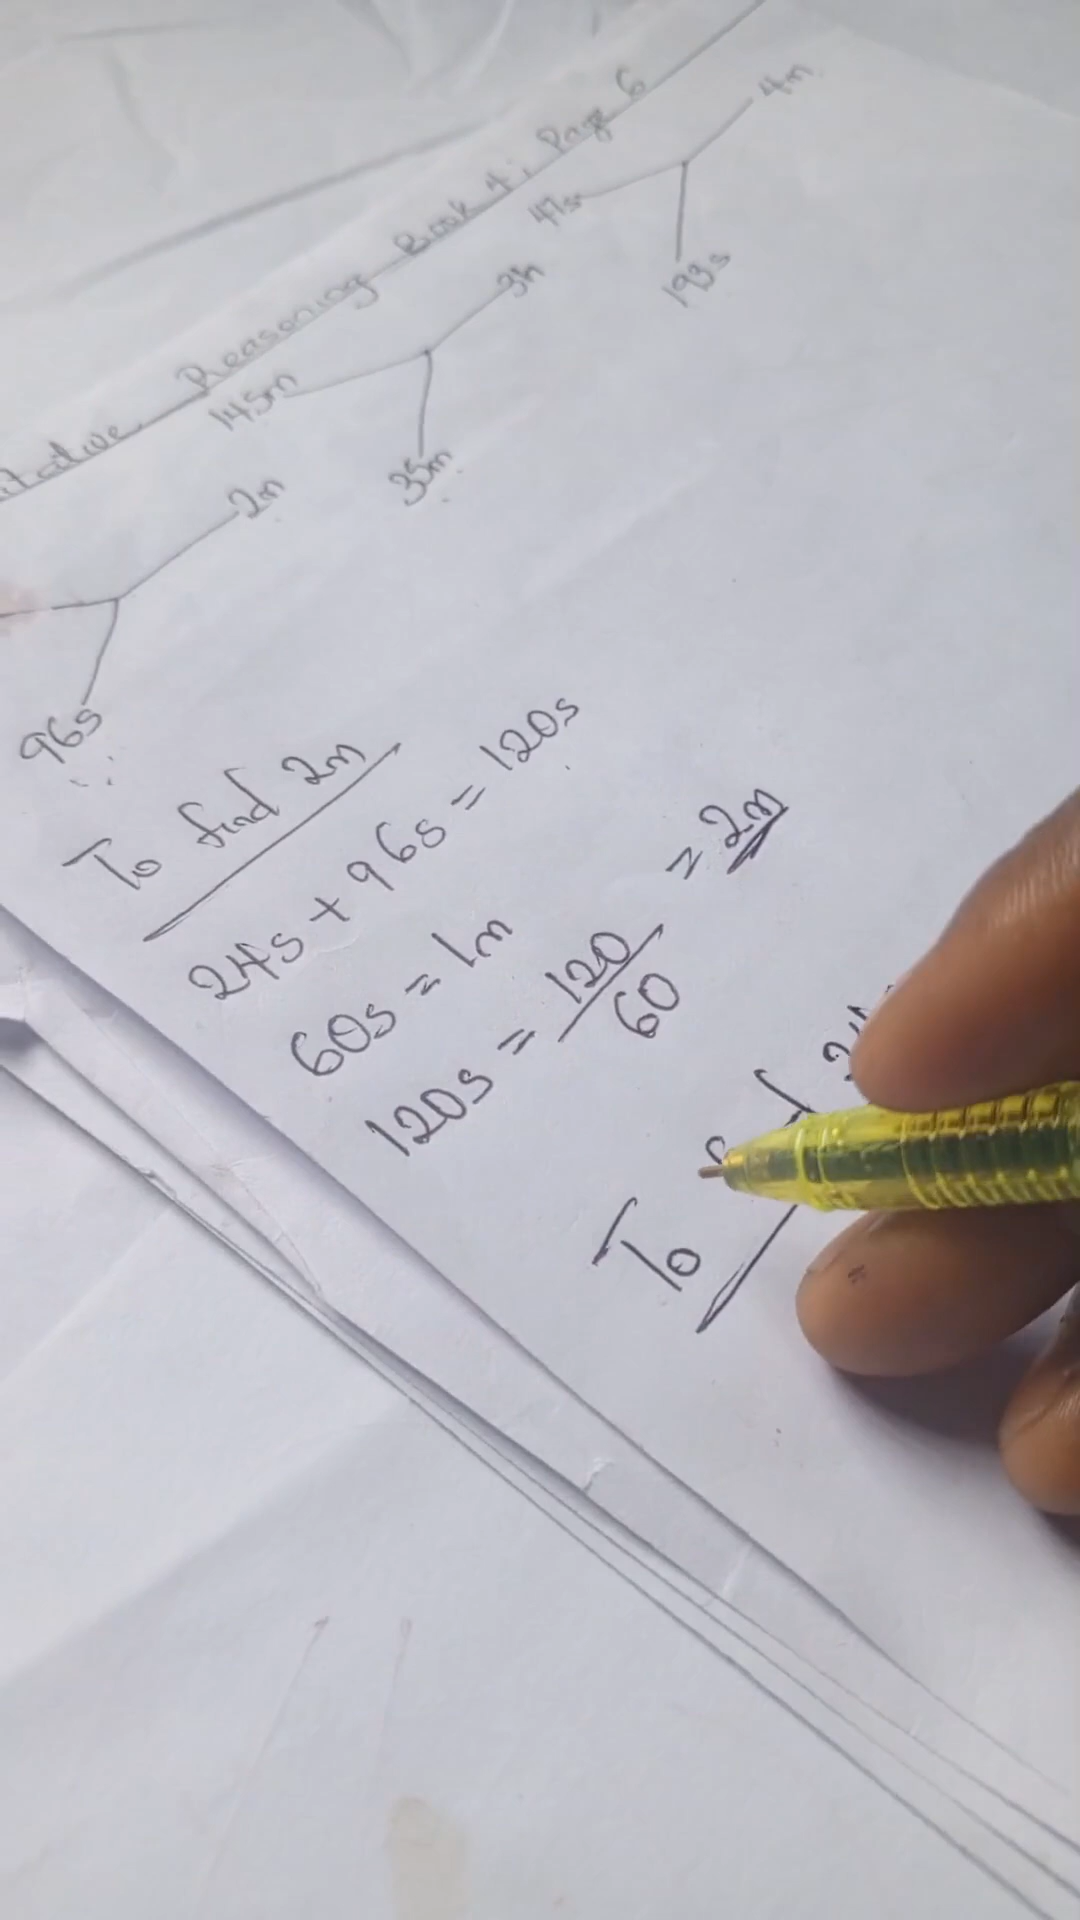 Reasoning Book 4; Page 6
47s 4m
193s
145m 3h
35m
2m
96s
To find 2m
24s + 96s = 120s
60s = 1m
120s = 120/60 = 2m
To